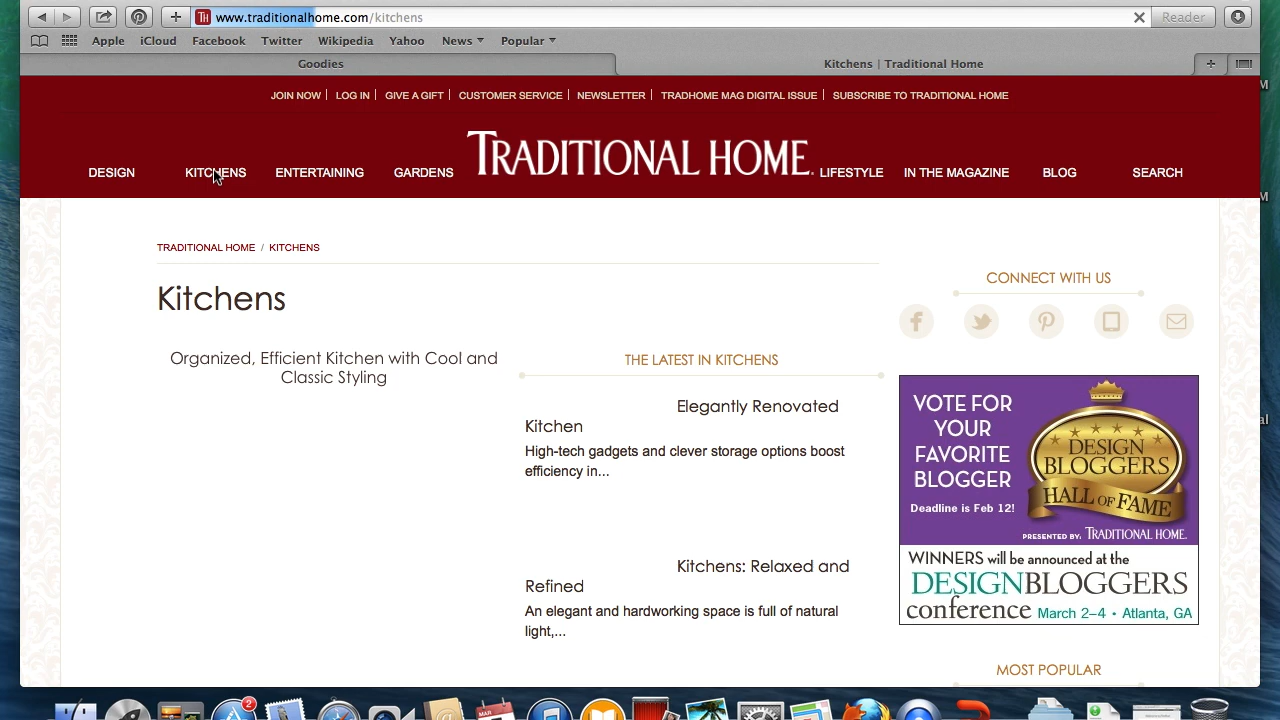 www.traditionalhome.com/kitchens
Reader
Apple iCloud Facebook Twitter Wikipedia Yahoo News Popular
Goodies
Kitchens | Traditional Home
JOIN NOW | LOG IN | GIVE A GIFT | CUSTOMER SERVICE | NEWSLETTER | TRADHOME MAG DIGITAL ISSUE | SUBSCRIBE TO TRADITIONAL HOME
DESIGN KITCHENS ENTERTAINING GARDENS TRADITIONAL HOME. LIFESTYLE IN THE MAGAZINE BLOG SEARCH
TRADITIONAL HOME / KITCHENS
Kitchens
Organized, Efficient Kitchen with Cool and
Classic Styling
THE LATEST IN KITCHENS
Elegantly Renovated
Kitchen
High-tech gadgets and clever storage options boost
efficiency in...
Kitchens: Relaxed and
Refined
An elegant and hardworking space is full of natural
light,...
CONNECT WITH US
VOTE FOR
YOUR
FAVORITE
BLOGGER
Deadline is Feb 12!
DESIGN
BLOGGERS
HALL OF FAME
PRESENTED BY: TRADITIONAL HOME.
WINNERS will be announced at the
DESIGNBLOGGERS
conference March 2–4 • Atlanta, GA
MOST POPULAR
2
MAR